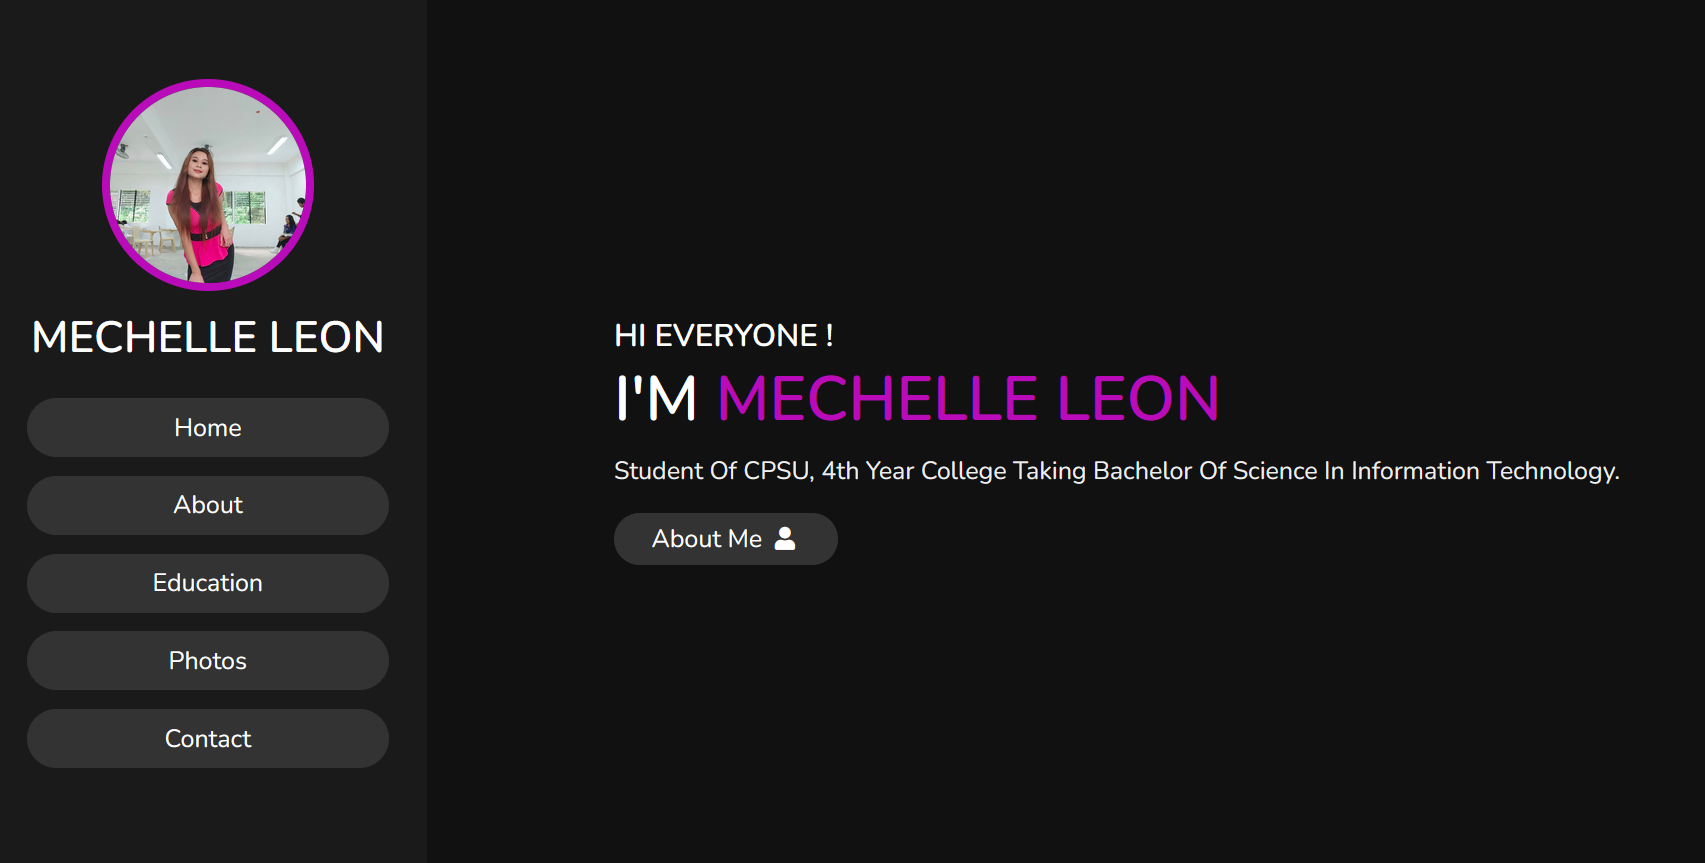 MECHELLE LEON
Home
About
Education
Photos
Contact
HI EVERYONE !
I'M MECHELLE LEON
Student Of CPSU, 4th Year College Taking Bachelor Of Science In Information Technology.
About Me